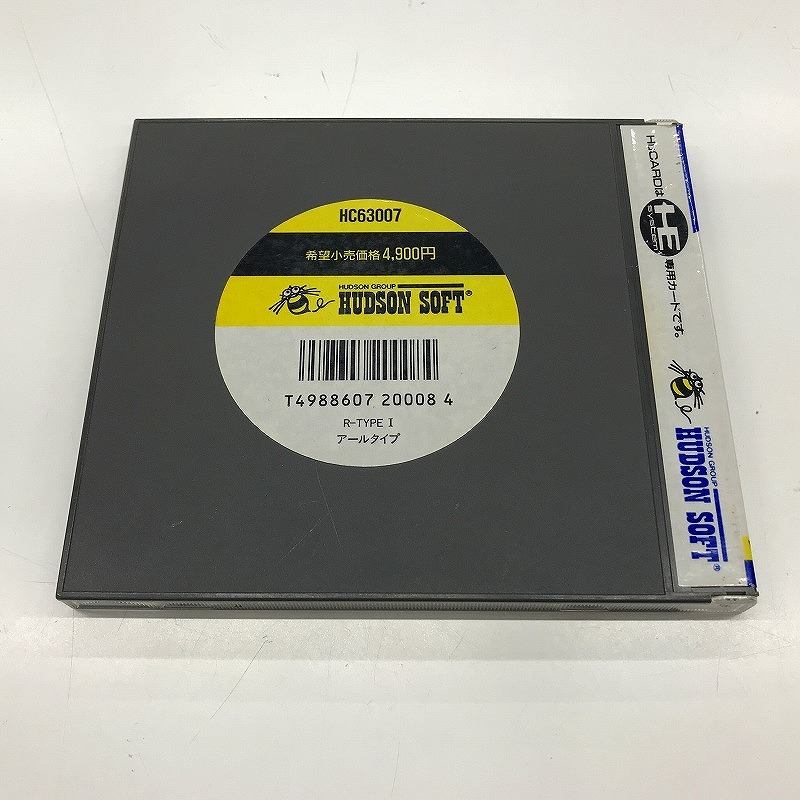 HC63007
希望小売価格4,900円
HUDSON GROUP
HUDSON SOFT®
T4988607 20008 4
R-TYPE I
アールタイプ
HuCARDは
HE
system
専用カードです。
HUDSON GROUP
HUDSON SOFT®